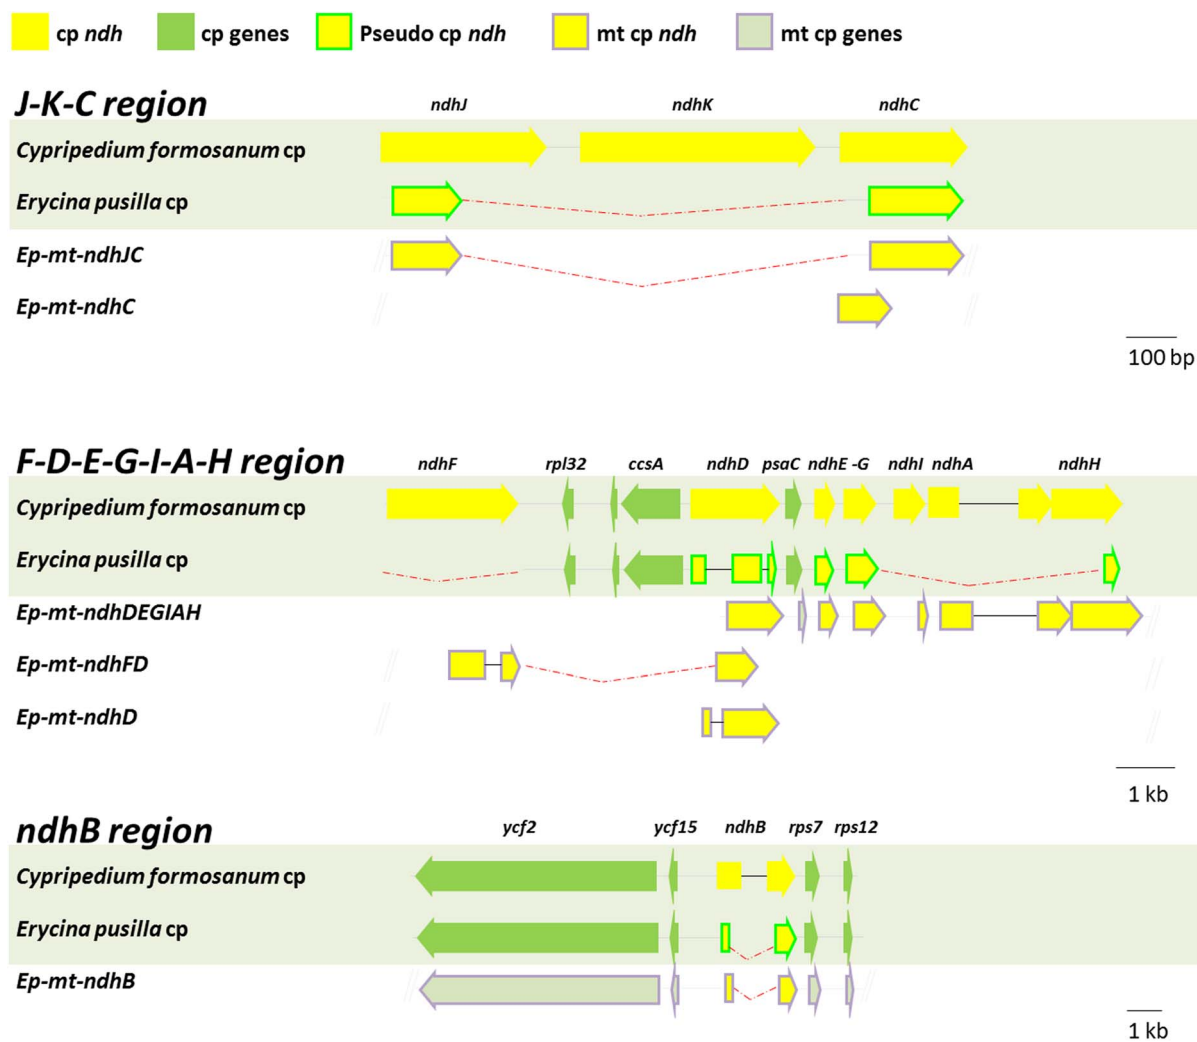 cp ndh cp genes Pseudo cp ndh mt cp ndh mt cp genes
J-K-C region ndhJ ndhK ndhC
Cypripedium formosanum cp
Erycina pusilla cp
Ep-mt-ndhJC
Ep-mt-ndhC
100 bp
F-D-E-G-I-A-H region ndhF rpl32 ccsA ndhD psaC ndhE -G ndhI ndhA ndhH
Cypripedium formosanum cp
Erycina pusilla cp
Ep-mt-ndhDEGIAH
Ep-mt-ndhFD
Ep-mt-ndhD
1 kb
ndhB region ycf2 ycf15 ndhB rps7 rps12
Cypripedium formosanum cp
Erycina pusilla cp
Ep-mt-ndhB
1 kb